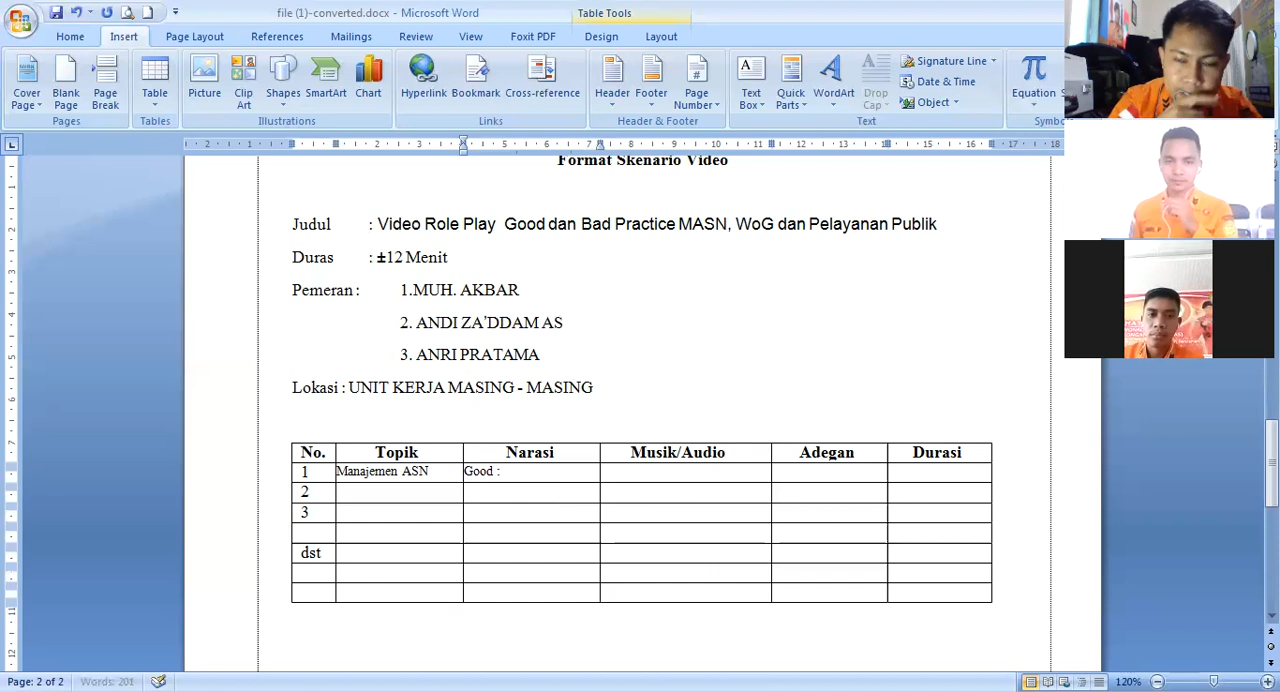 file (1)-converted.docx - Microsoft Word
Table Tools
Home Insert Page Layout References Mailings Review View Foxit PDF Design Layout
Cover Page Blank Page Page Break Table Picture Clip Art Shapes SmartArt Chart Hyperlink Bookmark Cross-reference Header Footer Page Number Text Box Quick Parts WordArt Drop Cap Signature Line Date & Time Object Equation
Pages Tables Illustrations Links Header & Footer Text
Format Skenario Video
Judul : Video Role Play Good dan Bad Practice MASN, WoG dan Pelayanan Publik
Duras : ±12 Menit
Pemeran : 1.MUH. AKBAR
2. ANDI ZA'DDAM AS
3. ANRI PRATAMA
Lokasi : UNIT KERJA MASING - MASING
No. Topik Narasi Musik/Audio Adegan Durasi
1 Manajemen ASN Good :
2
3
dst
Page: 2 of 2 Words: 201 120%